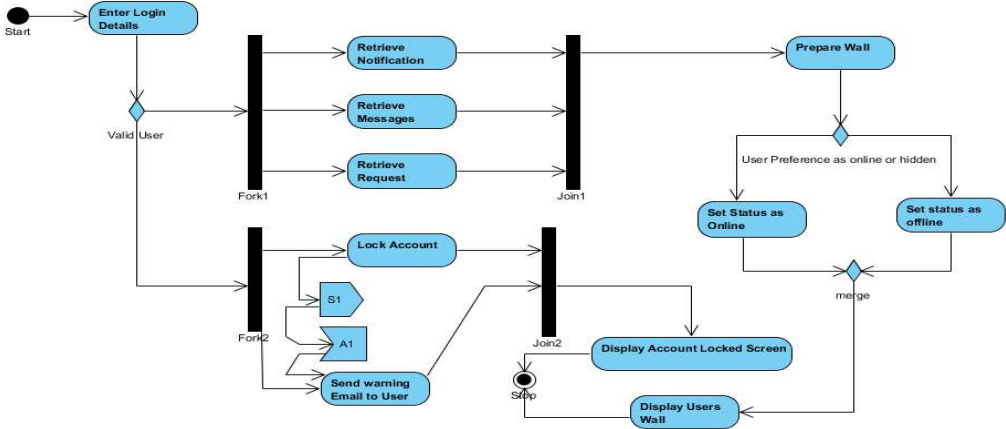 Start
Enter Login
Details
Valid User
Fork1
Retrieve
Notification
Retrieve
Messages
Retrieve
Request
Join1
Prepare Wall
User Preference as online or hidden
Set Status as
Online
Set status as
offline
merge
Fork2
Lock Account
S1
A1
Send warning
Email to User
Join2
Display Account Locked Screen
Stop
Display Users
Wall